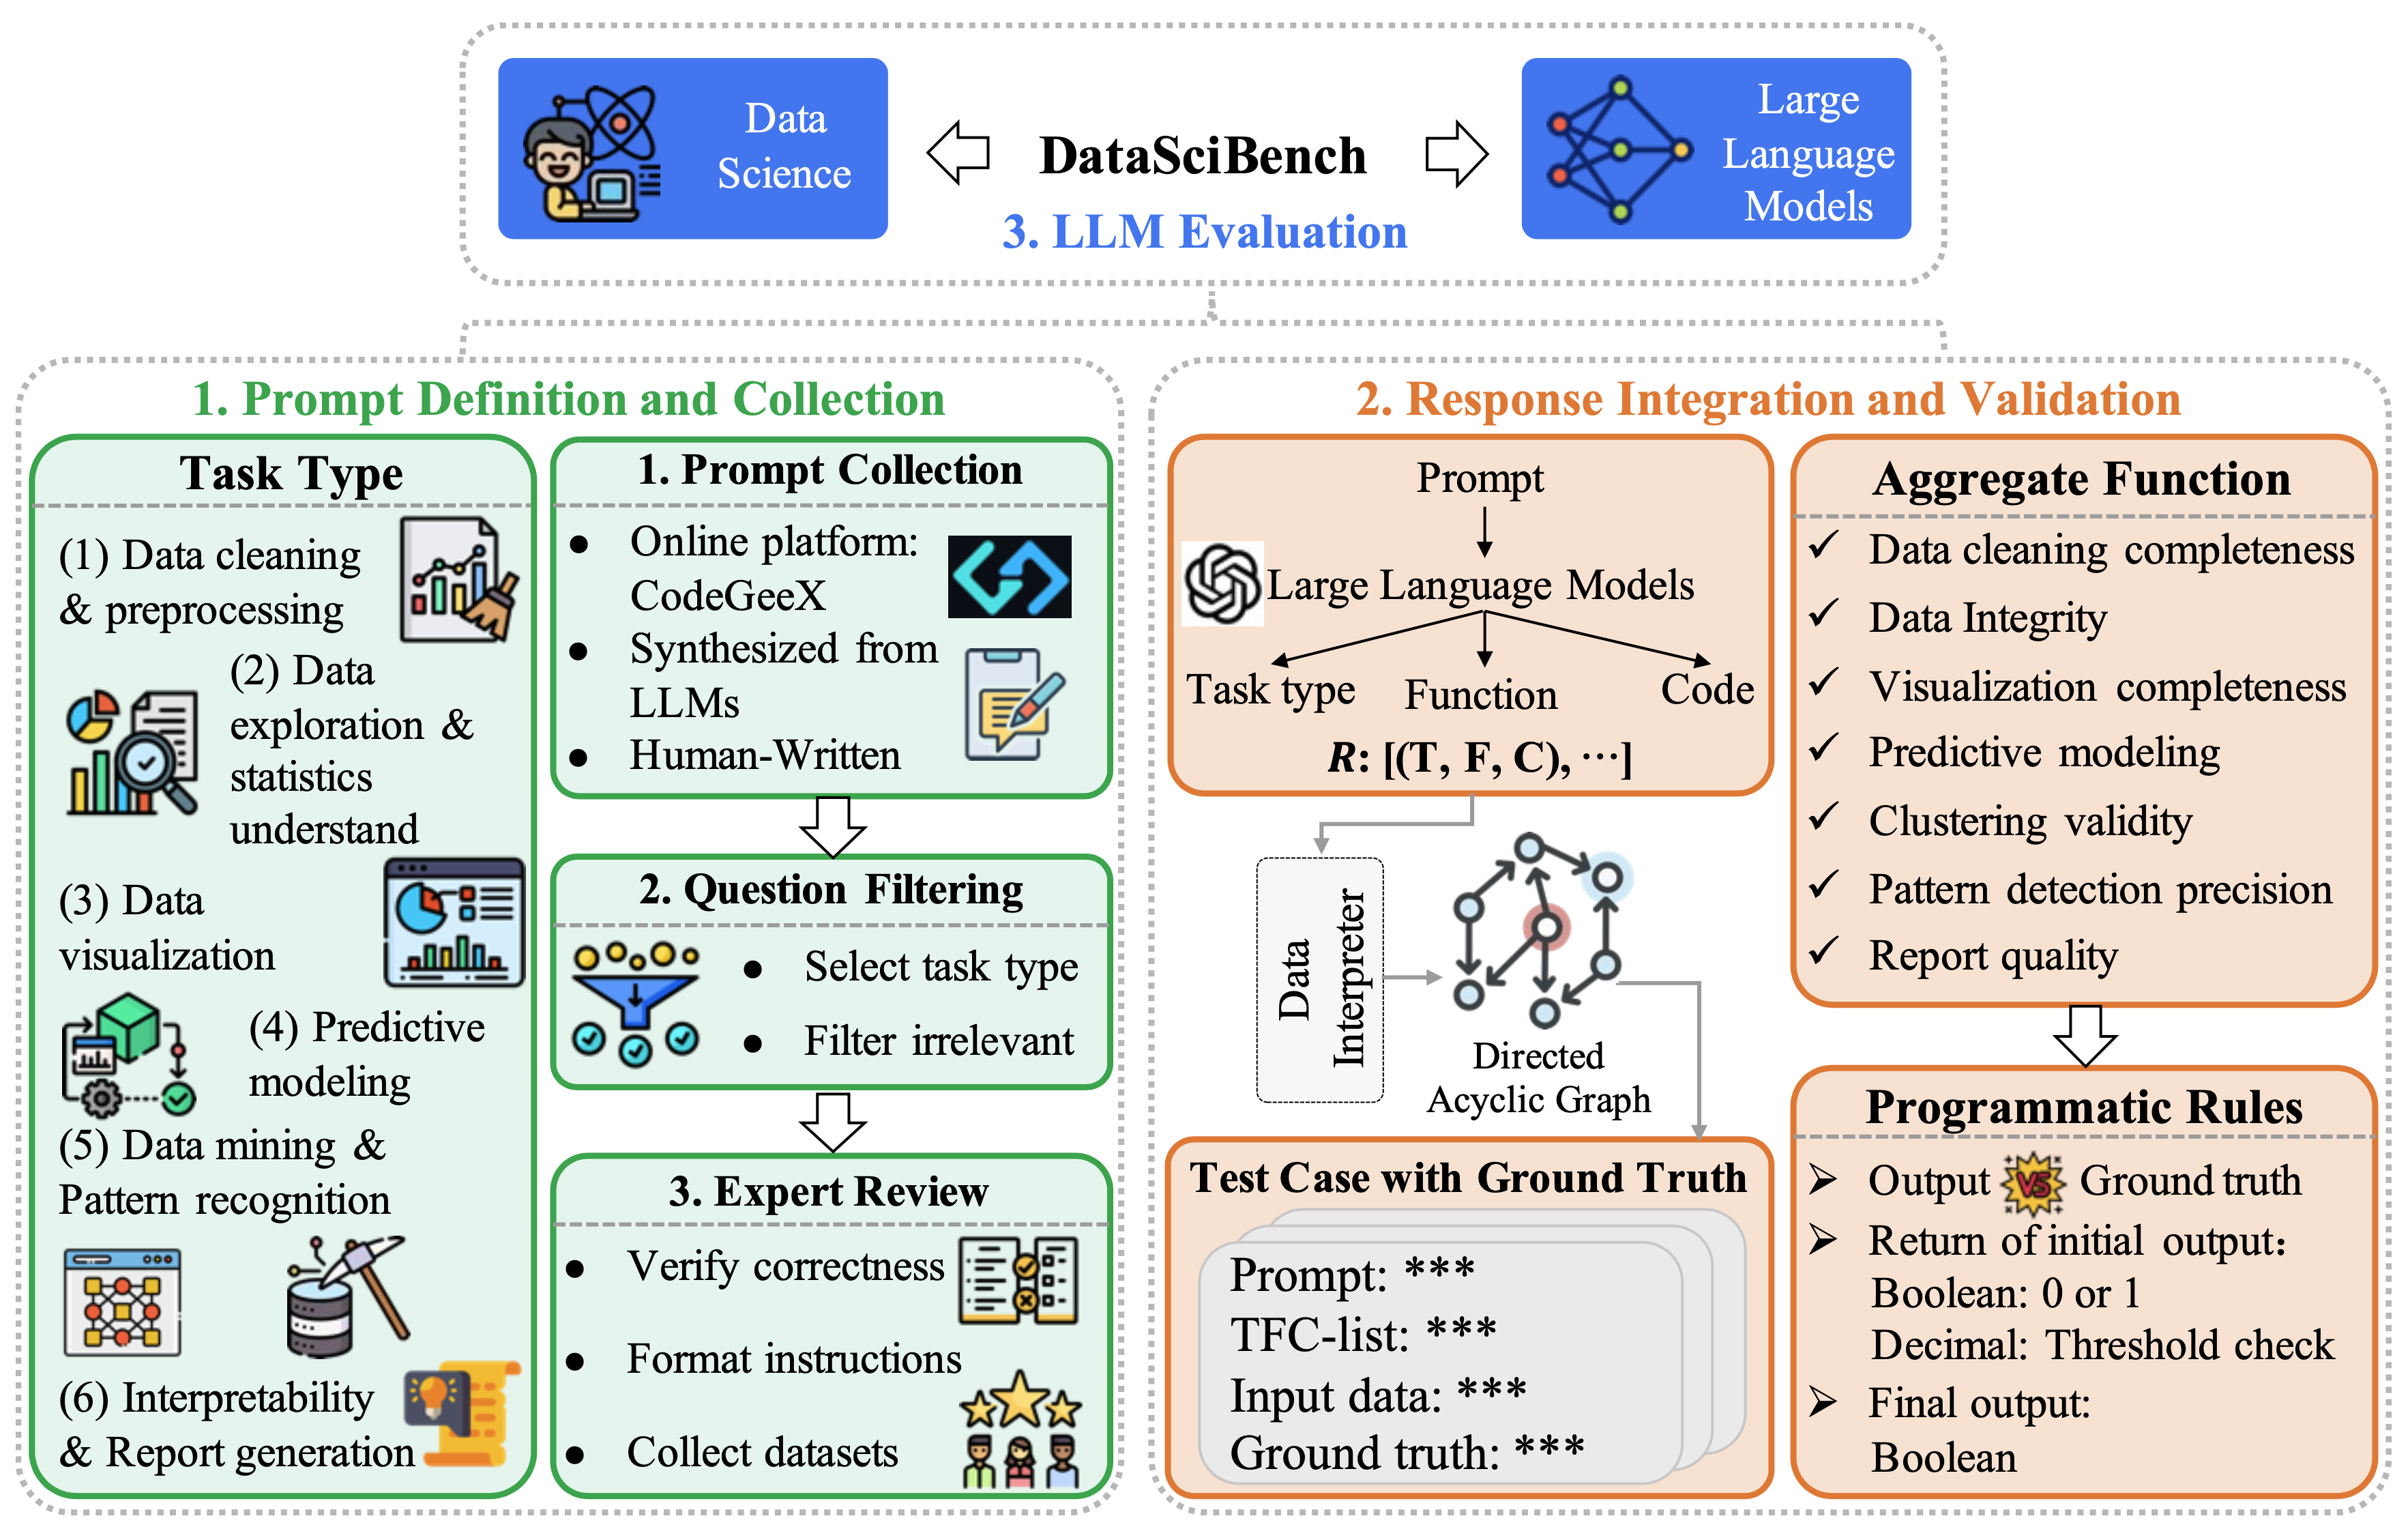 Data
Science
DataSciBench
3. LLM Evaluation
Large
Language
Models
1. Prompt Definition and Collection
Task Type
(1) Data cleaning
& preprocessing
(2) Data
exploration &
statistics
understand
(3) Data
visualization
(4) Predictive
modeling
(5) Data mining &
Pattern recognition
(6) Interpretability
& Report generation
1. Prompt Collection
● Online platform:
CodeGeeX
● Synthesized from
LLMs
● Human-Written
2. Question Filtering
● Select task type
● Filter irrelevant
3. Expert Review
● Verify correctness
● Format instructions
● Collect datasets
2. Response Integration and Validation
Prompt
Large Language Models
Task type Function Code
R: [(T, F, C), ···]
Data
Interpreter
Directed
Acyclic Graph
Test Case with Ground Truth
Prompt: ***
TFC-list: ***
Input data: ***
Ground truth: ***
Aggregate Function
✓ Data cleaning completeness
✓ Data Integrity
✓ Visualization completeness
✓ Predictive modeling
✓ Clustering validity
✓ Pattern detection precision
✓ Report quality
Programmatic Rules
➢ Output VS Ground truth
➢ Return of initial output:
Boolean: 0 or 1
Decimal: Threshold check
➢ Final output:
Boolean